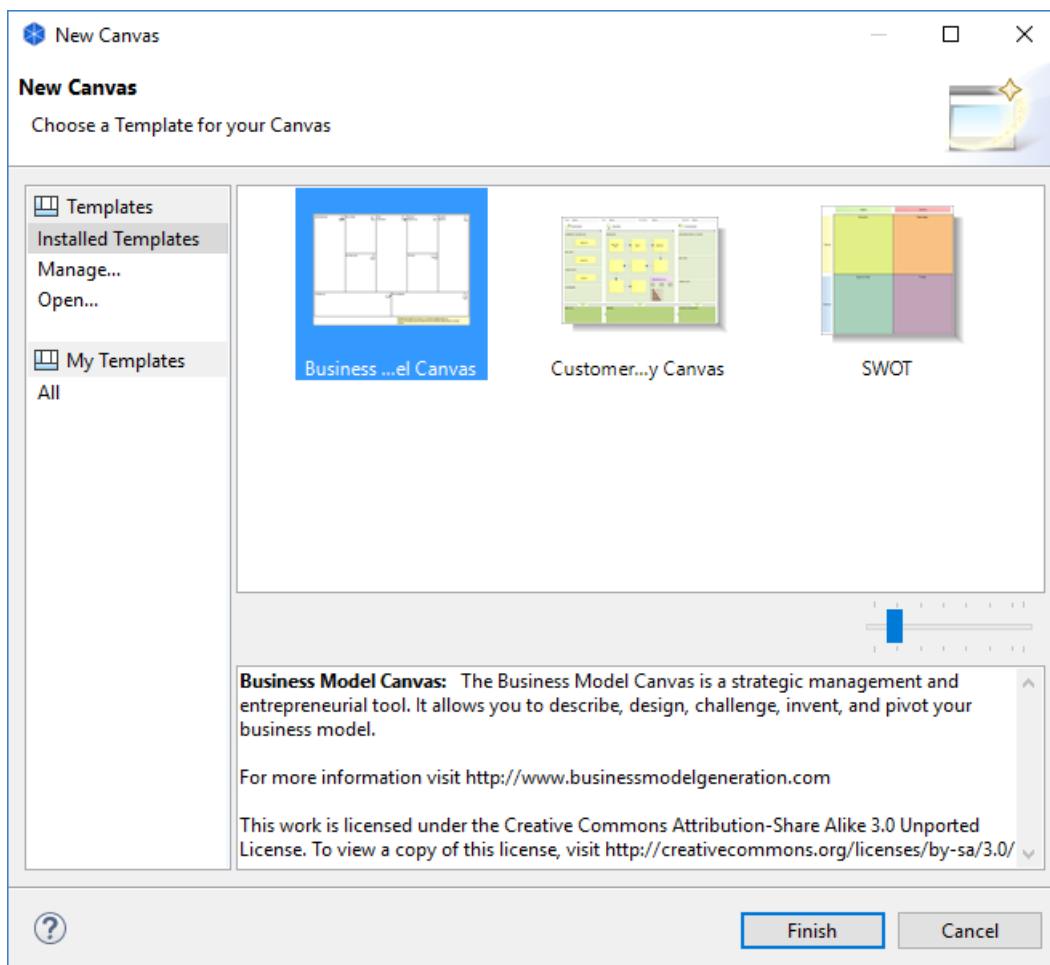 New Canvas
New Canvas
Choose a Template for your Canvas
Templates
Installed Templates
Manage...
Open...
My Templates
All
Business ...el Canvas
Customer...y Canvas
SWOT
Business Model Canvas: The Business Model Canvas is a strategic management and
entrepreneurial tool. It allows you to describe, design, challenge, invent, and pivot your
business model.
For more information visit http://www.businessmodelgeneration.com
This work is licensed under the Creative Commons Attribution-Share Alike 3.0 Unported
License. To view a copy of this license, visit http://creativecommons.org/licenses/by-sa/3.0/
?
Finish
Cancel